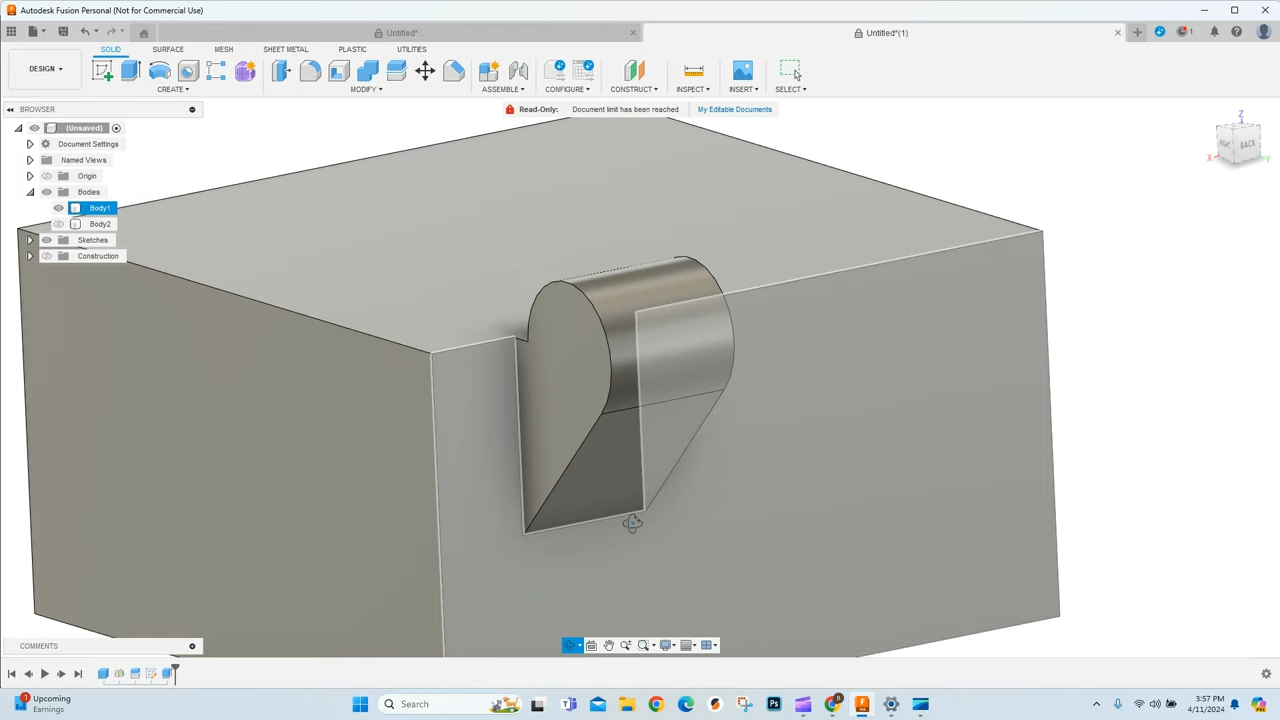 Autodesk Fusion Personal (Not for Commercial Use)
Untitled*
Untitled*(1)
1
SOLID SURFACE MESH SHEET METAL PLASTIC UTILITIES
DESIGN
CREATE MODIFY ASSEMBLE CONFIGURE CONSTRUCT INSPECT INSERT SELECT
BROWSER
Read-Only: Document limit has been reached My Editable Documents
(Unsaved)
Document Settings
Named Views
Origin
Bodies
Body1
Body2
Sketches
Construction
Z
RIGHT BACK
X Y
COMMENTS
1
Upcoming
Earnings
Search
3:57 PM
4/11/2024